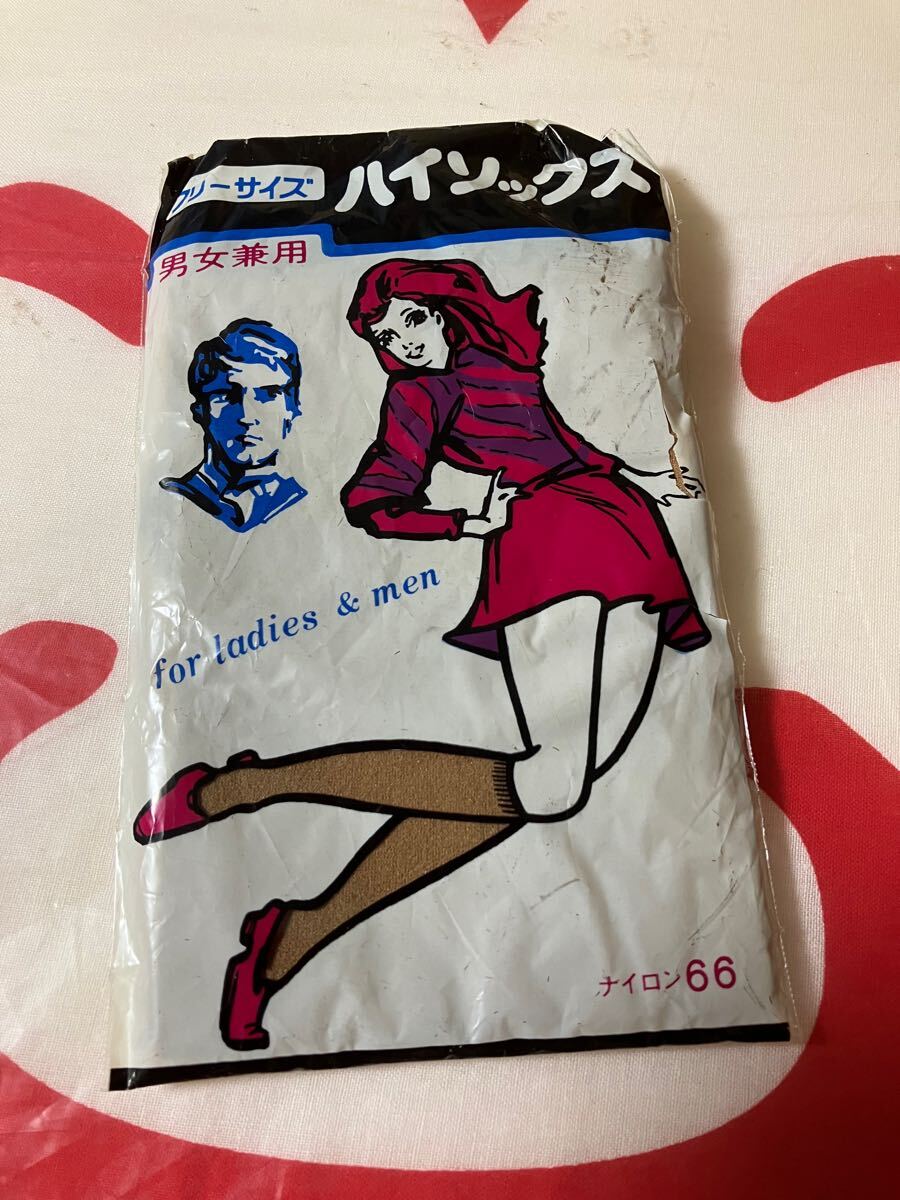 フリーサイズ
ハイソックス
男女兼用
for ladies & men
ナイロン66